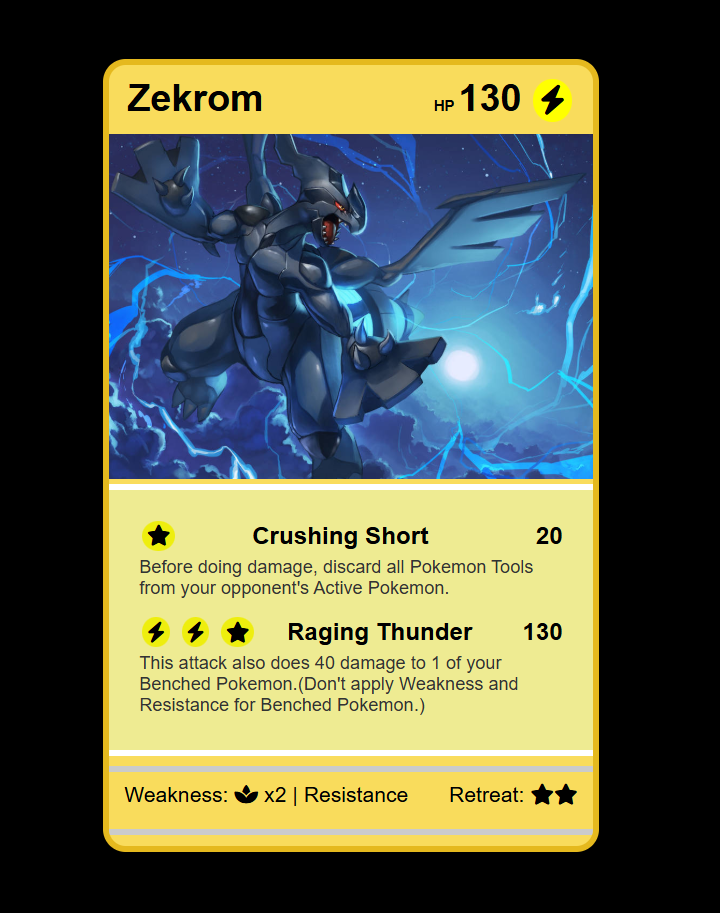 Zekrom HP 130
Crushing Short 20
Before doing damage, discard all Pokemon Tools
from your opponent's Active Pokemon.
Raging Thunder 130
This attack also does 40 damage to 1 of your
Benched Pokemon.(Don't apply Weakness and
Resistance for Benched Pokemon.)
Weakness: x2 | Resistance Retreat: